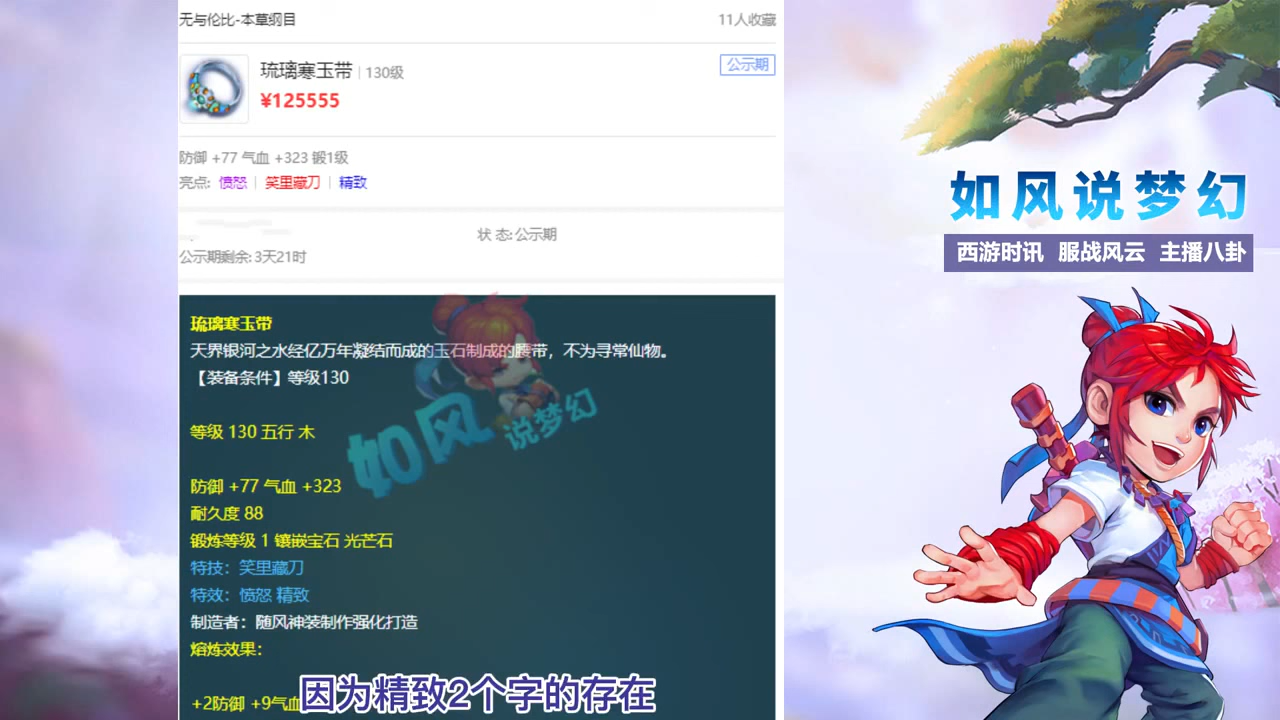 无与伦比-本草纲目
11人收藏
琉璃寒玉带 | 130级
公示期
¥125555
防御 +77 气血 +323 锻1级
亮点: 愤怒 | 笑里藏刀 | 精致
状 态: 公示期
公示期剩余: 3天21时
琉璃寒玉带
天界银河之水经亿万年凝结而成的玉石制成的腰带，不为寻常仙物。
【装备条件】等级130
等级 130 五行 木
防御 +77 气血 +323
耐久度 88
锻炼等级 1 镶嵌宝石 光芒石
特技：笑里藏刀
特效：愤怒 精致
制造者：随风神装制作强化打造
熔炼效果：
+2防御 +9气血
因为精致2个字的存在
如风说梦幻
如风说梦幻
西游时讯 服战风云 主播八卦